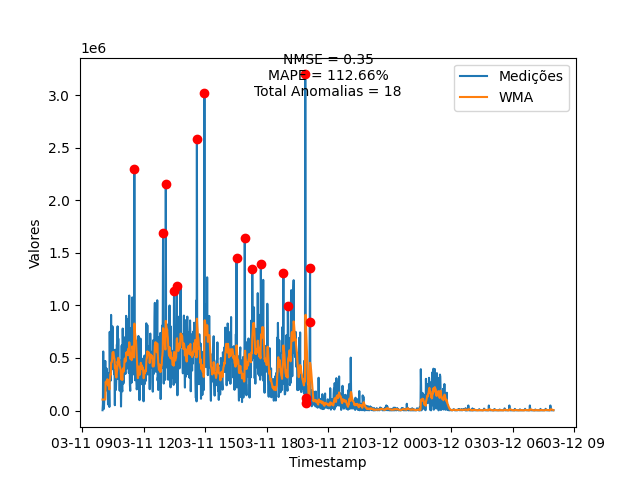 1e6
NMSE = 0.35
MAPE = 112.66%
Total Anomalias = 18
Medições
WMA
3.0
2.5
2.0
1.5
1.0
0.5
0.0
Valores
03-11 09 03-11 12 03-11 15 03-11 18 03-11 21 03-12 00 03-12 03 03-12 06 03-12 09
Timestamp